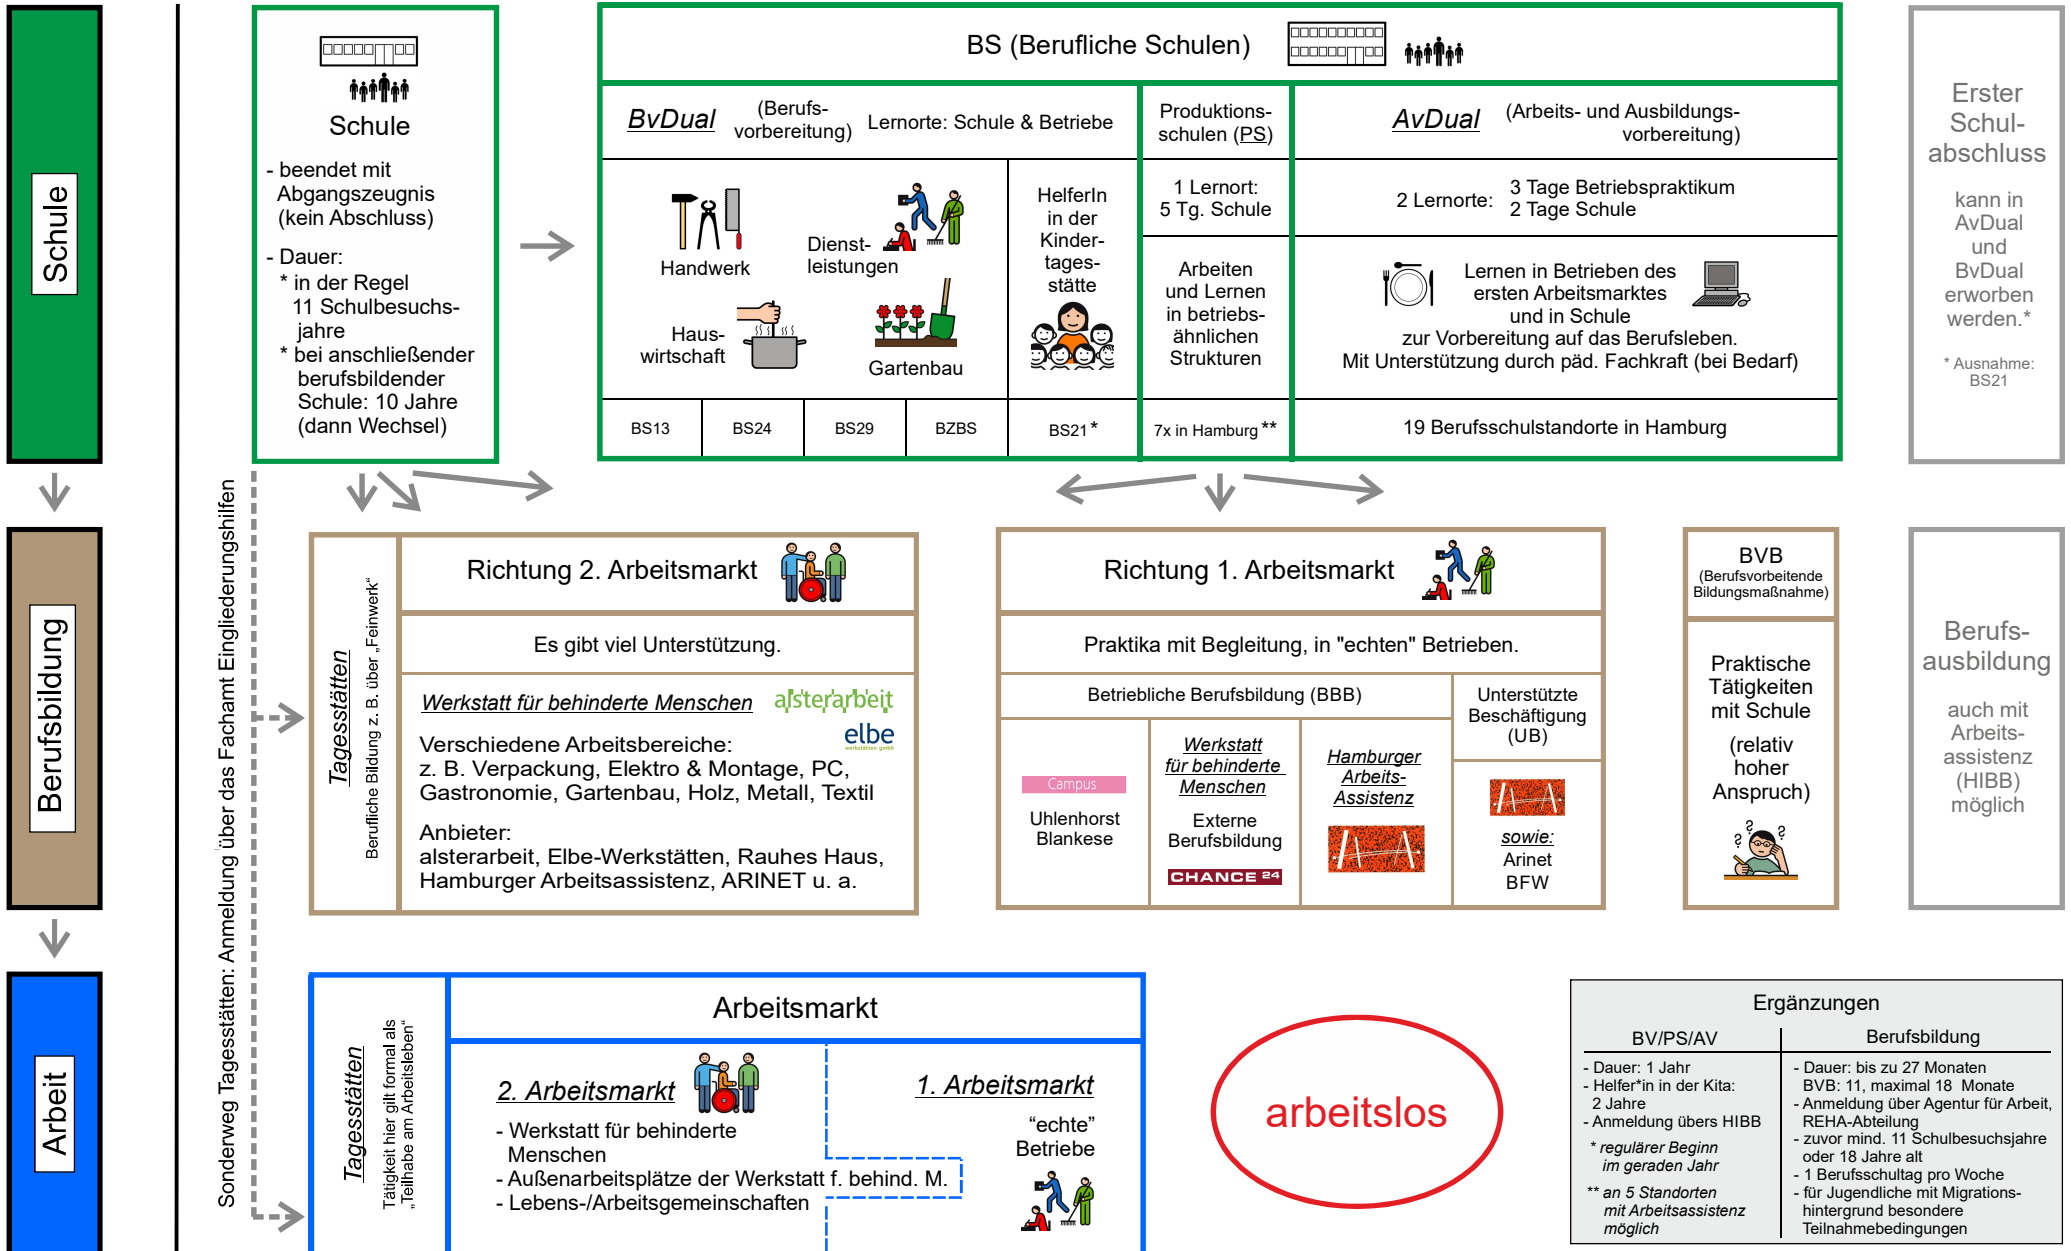 Schule
Berufsbildung
Arbeit
Sonderweg Tagesstätten: Anmeldung über das Fachamt Eingliederungshilfen
Schule
- beendet mit
Abgangszeugnis
(kein Abschluss)
- Dauer:
* in der Regel
11 Schulbesuchs-
jahre
* bei anschließender
berufsbildender
Schule: 10 Jahre
(dann Wechsel)
BS (Berufliche Schulen)
BvDual (Berufs-
vorbereitung) Lernorte: Schule & Betriebe
Handwerk
Dienst-
leistungen
Haus-
wirtschaft
Gartenbau
HelferIn
in der
Kinder-
tages-
stätte
BS13
BS24
BS29
BZBS
BS21 *
Produktions-
schulen (PS)
1 Lernort:
5 Tg. Schule
Arbeiten
und Lernen
in betriebs-
ähnlichen
Strukturen
7x in Hamburg **
AvDual (Arbeits- und Ausbildungs-
vorbereitung)
2 Lernorte: 3 Tage Betriebspraktikum
2 Tage Schule
Lernen in Betrieben des
ersten Arbeitsmarktes
und in Schule
zur Vorbereitung auf das Berufsleben.
Mit Unterstützung durch päd. Fachkraft (bei Bedarf)
19 Berufsschulstandorte in Hamburg
Erster
Schul-
abschluss
kann in
AvDual
und
BvDual
erworben
werden.*
* Ausnahme:
BS21
Tagesstätten
Berufliche Bildung z. B. über „Feinwerk“
Richtung 2. Arbeitsmarkt
Es gibt viel Unterstützung.
Werkstatt für behinderte Menschen
alsterarbeit
elbe
werkstätten gmbh
Verschiedene Arbeitsbereiche:
z. B. Verpackung, Elektro & Montage, PC,
Gastronomie, Gartenbau, Holz, Metall, Textil
Anbieter:
alsterarbeit, Elbe-Werkstätten, Rauhes Haus,
Hamburger Arbeitsassistenz, ARINET u. a.
Richtung 1. Arbeitsmarkt
Praktika mit Begleitung, in "echten" Betrieben.
Betriebliche Berufsbildung (BBB)
Campus
Uhlenhorst
Blankese
Werkstatt
für behinderte
Menschen
Externe
Berufsbildung
CHANCE 24
Hamburger
Arbeits-
Assistenz
Unterstützte
Beschäftigung
(UB)
sowie:
Arinet
BFW
BVB
(Berufsvorbeitende
Bildungsmaßnahme)
Praktische
Tätigkeiten
mit Schule
(relativ
hoher
Anspruch)
? ? ? ?
Berufs-
ausbildung
auch mit
Arbeits-
assistenz
(HIBB)
möglich
Tagesstätten
Tätigkeit hier gilt formal als
„Teilhabe am Arbeitsleben“
Arbeitsmarkt
2. Arbeitsmarkt
- Werkstatt für behinderte
Menschen
- Außenarbeitsplätze der Werkstatt f. behind. M.
- Lebens-/Arbeitsgemeinschaften
1. Arbeitsmarkt
“echte”
Betriebe
arbeitslos
Ergänzungen
BV/PS/AV
- Dauer: 1 Jahr
- Helfer*in in der Kita:
2 Jahre
- Anmeldung übers HIBB
* regulärer Beginn
im geraden Jahr
** an 5 Standorten
mit Arbeitsassistenz
möglich
Berufsbildung
- Dauer: bis zu 27 Monaten
BVB: 11, maximal 18 Monate
- Anmeldung über Agentur für Arbeit,
REHA-Abteilung
- zuvor mind. 11 Schulbesuchsjahre
oder 18 Jahre alt
- 1 Berufsschultag pro Woche
- für Jugendliche mit Migrations-
hintergrund besondere
Teilnahmebedingungen